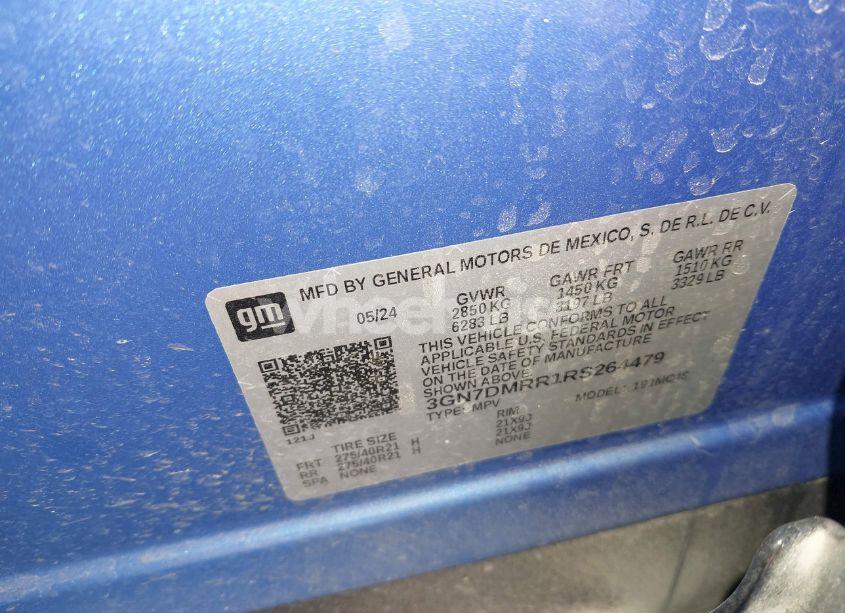 gm
MFD BY GENERAL MOTORS DE MEXICO, S. DE R.L. DE C.V.
05/24
GVWR GAWR FRT GAWR RR
2850 KG 1450 KG 1510 KG
6283 LB 3197 LB 3329 LB
THIS VEHICLE CONFORMS TO ALL
APPLICABLE U.S. FEDERAL MOTOR
VEHICLE SAFETY STANDARDS IN EFFECT
ON THE DATE OF MANUFACTURE
SHOWN ABOVE.
3GN7DMRR1RS264479
TYPE: MPV MODEL:
121J
TIRE SIZE RIM
FRT 275/40R21 H 21X9J
RR 275/40R21 H 21X9J
SPA NONE NONE